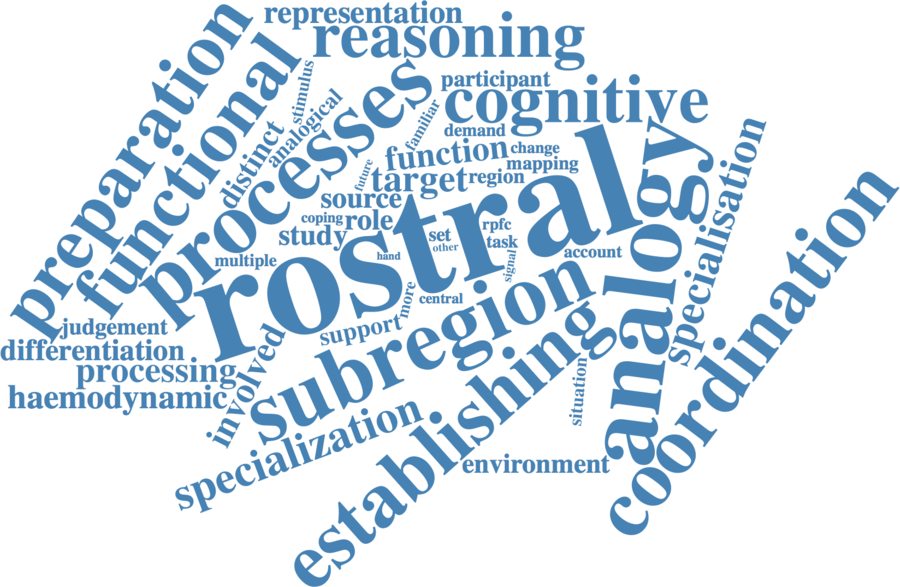 representation
reasoning
preparation
functional
processes
stimulus
analogical
distinct
participant
cognitive
familiar
demand
function
change
mapping
future
target
region
source
coping
role
study
multiple
rostral
hand
set
other
rpfc
task
signal
account
analogy
specialisation
coordination
more
central
support
subregion
judgement
differentiation
processing
haemodynamic
involved
specialization
establishing
situation
environment